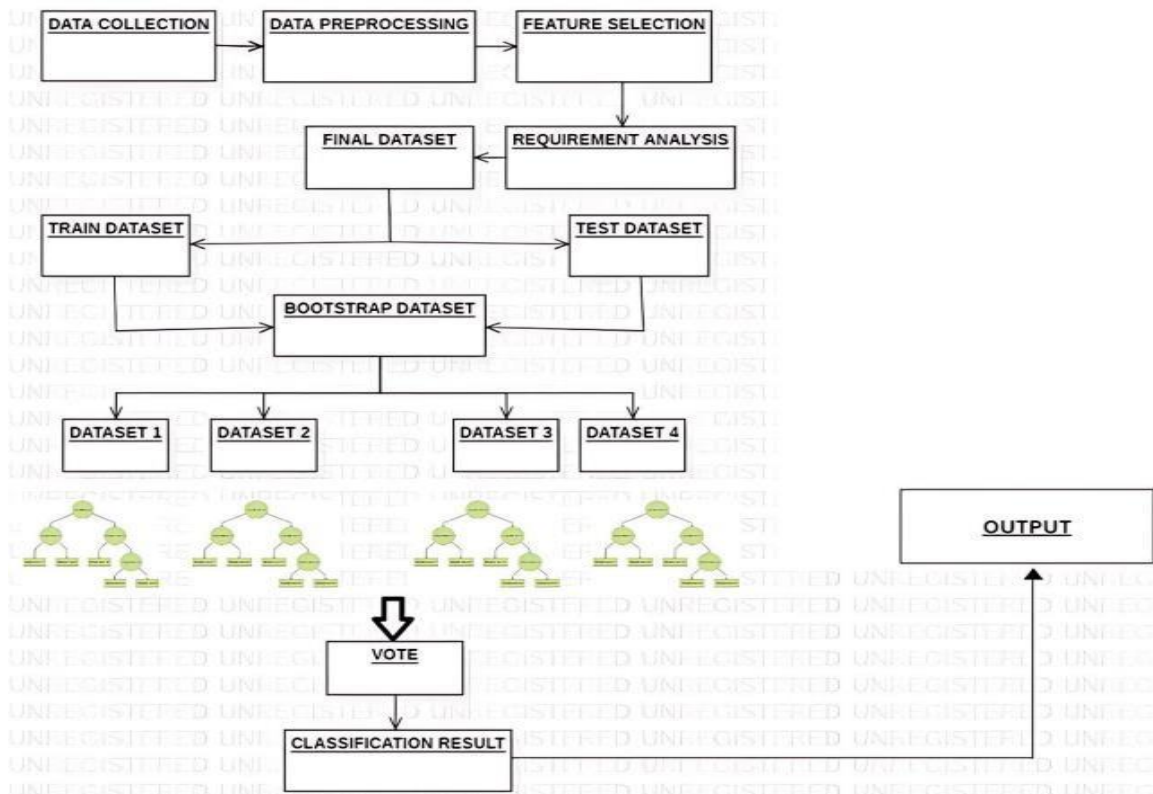 DATA COLLECTION
DATA PREPROCESSING
FEATURE SELECTION
FINAL DATASET
REQUIREMENT ANALYSIS
TRAIN DATASET
TEST DATASET
BOOTSTRAP DATASET
DATASET 1
DATASET 2
DATASET 3
DATASET 4
OUTPUT
VOTE
CLASSIFICATION RESULT
UNREGISTERED